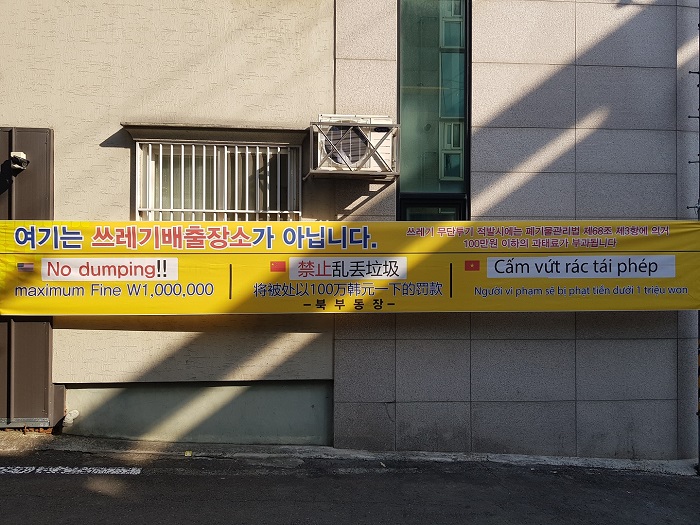 여기는 쓰레기배출장소가 아닙니다.
쓰레기 무단투기 적발시에는 폐기물관리법 제68조 제3항에 의거
100만원 이하의 과태료가 부과됩니다
No dumping!!
maximum Fine W1,000,000
禁止乱丢垃圾
将被处以100万韩元一下的罚款
Cấm vứt rác tái phép
Người vi phạm sẽ bị phạt tiền dưới 1 triệu won.
- 북부동장 -